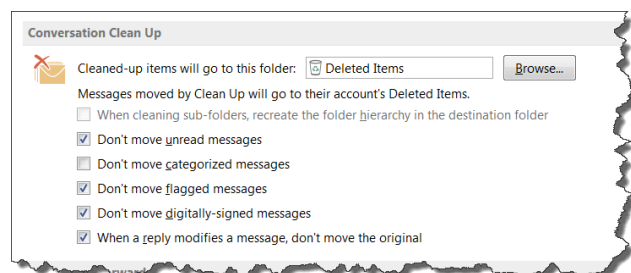 Conversation Clean Up
Cleaned-up items will go to this folder: Deleted Items Browse...
Messages moved by Clean Up will go to their account's Deleted Items.
When cleaning sub-folders, recreate the folder hierarchy in the destination folder
Don't move unread messages
Don't move categorized messages
Don't move flagged messages
Don't move digitally-signed messages
When a reply modifies a message, don't move the original